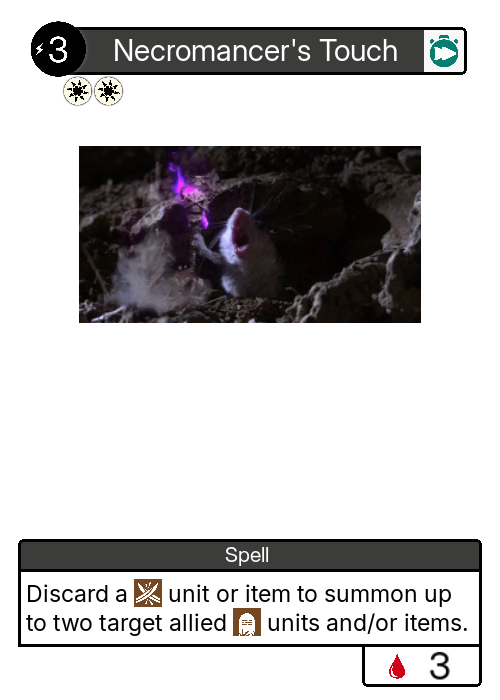 3
Necromancer's Touch
Spell
Discard a unit or item to summon up
to two target allied units and/or items.
3